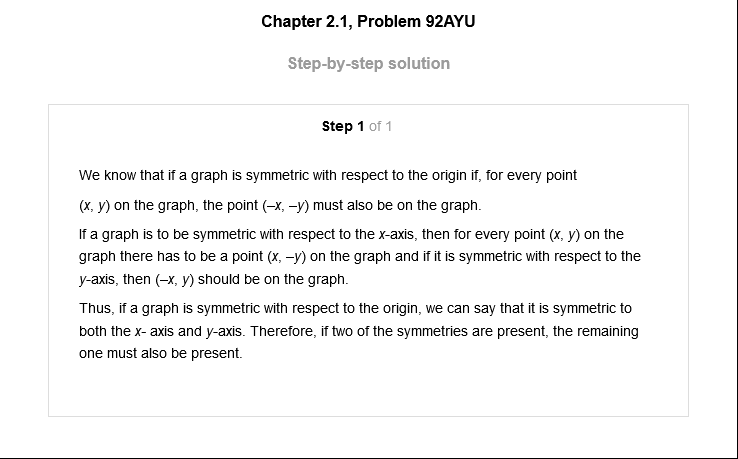 Chapter 2.1, Problem 92AYU
Step-by-step solution
Step 1 of 1
We know that if a graph is symmetric with respect to the origin if, for every point
(x, y) on the graph, the point (–x, –y) must also be on the graph.
If a graph is to be symmetric with respect to the x-axis, then for every point (x, y) on the
graph there has to be a point (x, –y) on the graph and if it is symmetric with respect to the
y-axis, then (–x, y) should be on the graph.
Thus, if a graph is symmetric with respect to the origin, we can say that it is symmetric to
both the x- axis and y-axis. Therefore, if two of the symmetries are present, the remaining
one must also be present.